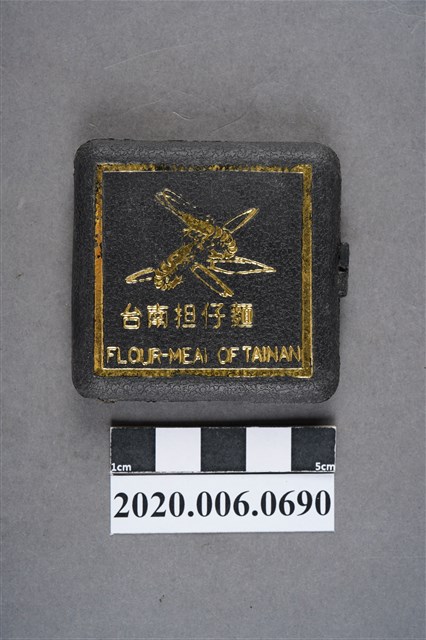 台南担仔麵
FLOUR-MEAL OF TAINAN
1cm 5cm
2020.006.0690